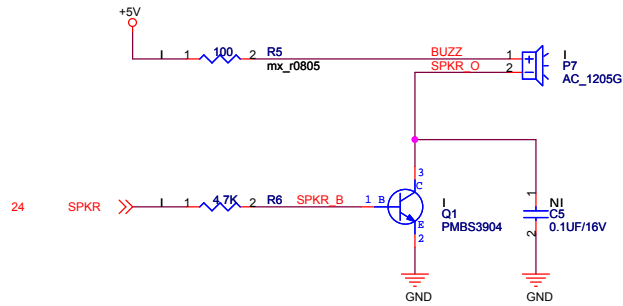 +5V
I 1 100 2 R5 BUZZ 1 I
mx_r0805 SPKR_O 2 P7
AC_1205G
3
C
24 SPKR I 1 4.7K 2 R6 SPKR_B 1 B I 1 NI
Q1 C5
E PMBS3904 0.1UF/16V
2 2
GND GND